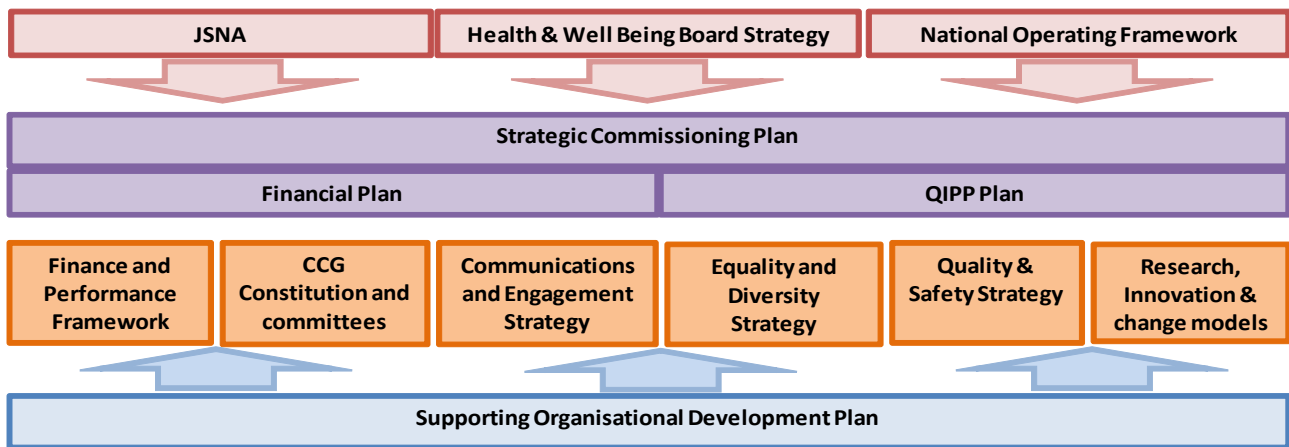 JSNA
Health & Well Being Board Strategy
National Operating Framework
Strategic Commissioning Plan
Financial Plan
QIPP Plan
Finance and
Performance
Framework
CCG
Constitution and
committees
Communications
and Engagement
Strategy
Equality and
Diversity
Strategy
Quality &
Safety Strategy
Research,
Innovation &
change models
Supporting Organisational Development Plan